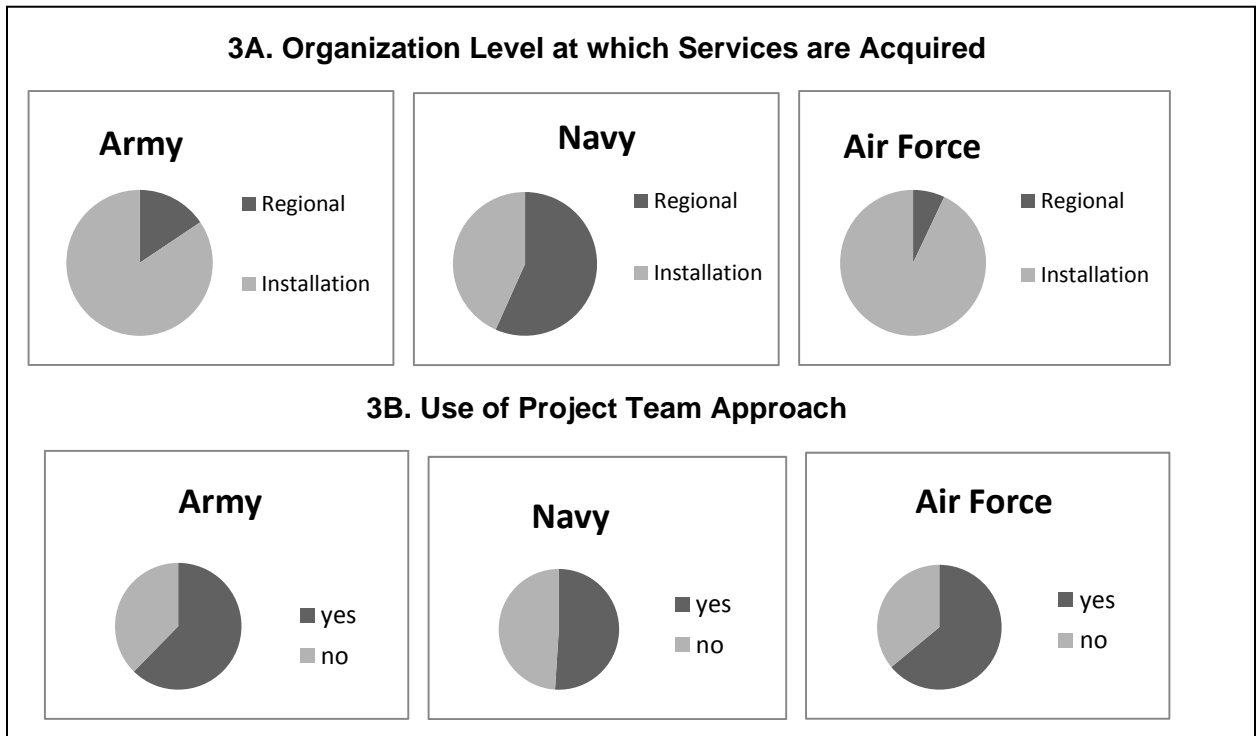 3A. Organization Level at which Services are Acquired
Army
Regional
Installation
Navy
Regional
Installation
Air Force
Regional
Installation
3B. Use of Project Team Approach
Army
yes
no
Navy
yes
no
Air Force
yes
no